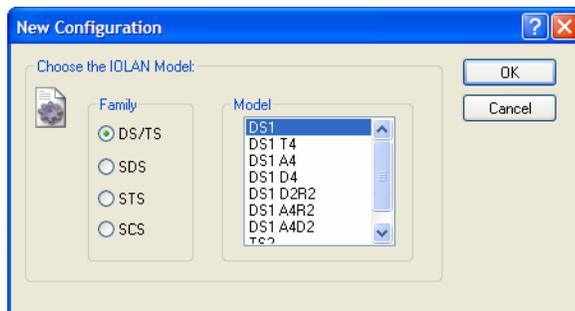 New Configuration
Choose the IOLAN Model:
OK
Cancel
Family
DS/TS
SDS
STS
SCS
Model
DS1
DS1 T4
DS1 A4
DS1 D4
DS1 D2R2
DS1 A4R2
DS1 A4D2
TS2